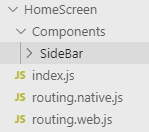 HomeScreen
Components
SideBar
JS index.js
JS routing.native.js
JS routing.web.js